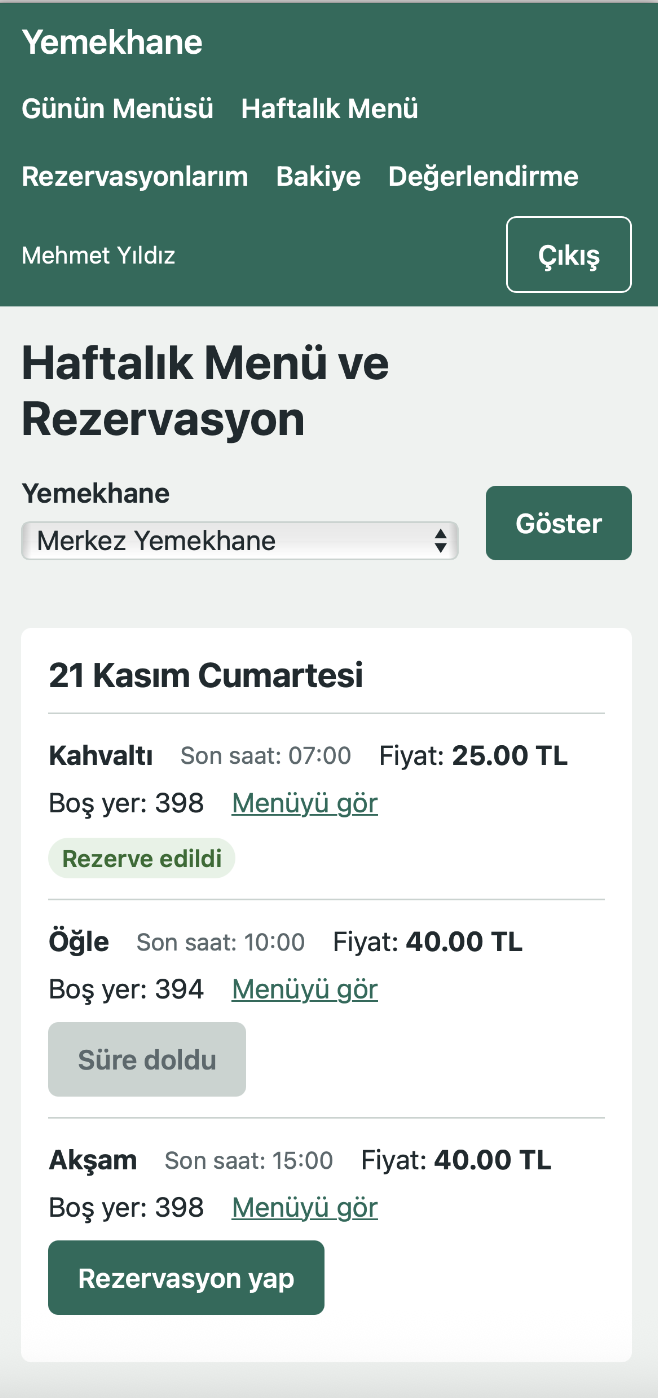 Yemekhane
Günün Menüsü Haftalık Menü
Rezervasyonlarım Bakiye Değerlendirme
Mehmet Yıldız Çıkış
Haftalık Menü ve
Rezervasyon
Yemekhane
Merkez Yemekhane Göster
21 Kasım Cumartesi
Kahvaltı Son saat: 07:00 Fiyat: 25.00 TL
Boş yer: 398 Menüyü gör
Rezerve edildi
Öğle Son saat: 10:00 Fiyat: 40.00 TL
Boş yer: 394 Menüyü gör
Süre doldu
Akşam Son saat: 15:00 Fiyat: 40.00 TL
Boş yer: 398 Menüyü gör
Rezervasyon yap